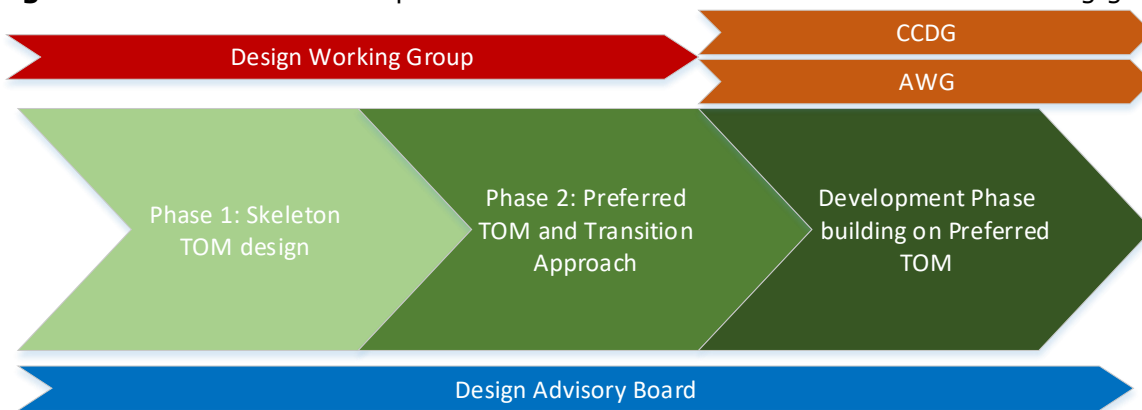 CCDG
Design Working Group
AWG
Phase 1: Skeleton
TOM design
Phase 2: Preferred
TOM and Transition
Approach
Development Phase
building on Preferred
TOM
Design Advisory Board